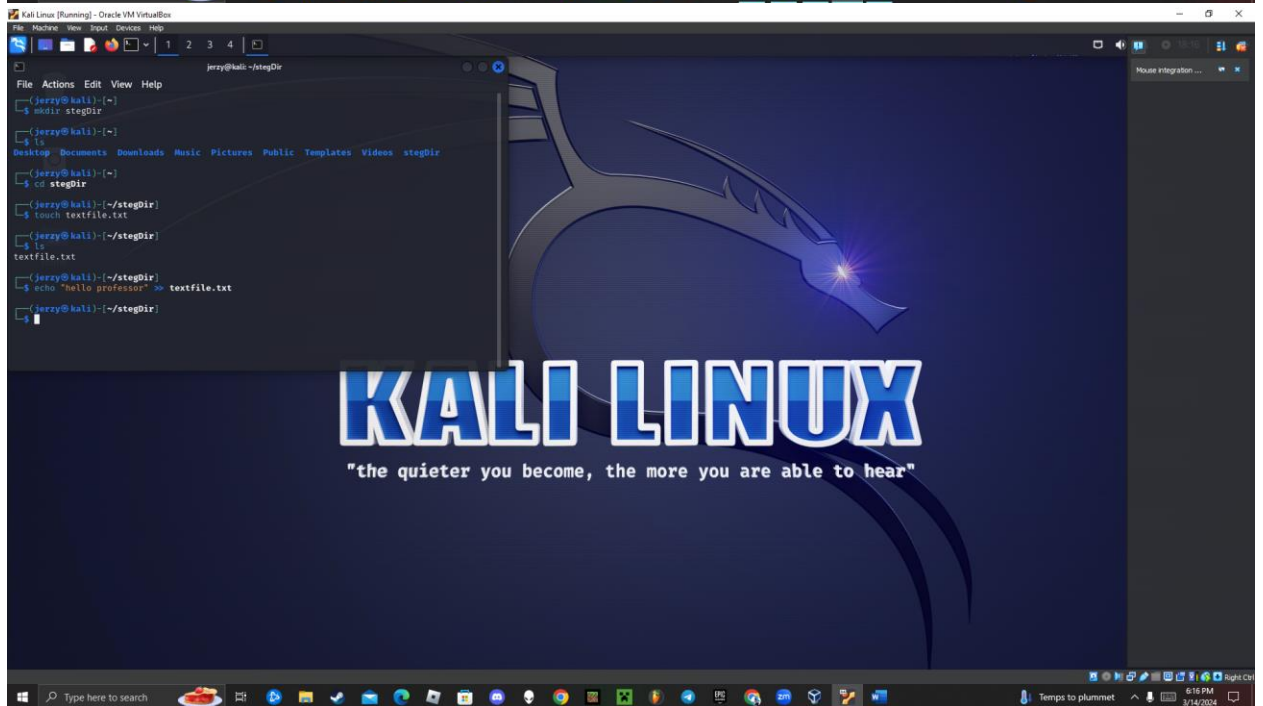 Kali Linux [Running] - Oracle VM VirtualBox
File Machine View Input Devices Help
1 2 3 4
jerzy@kali: ~/stegDir
File Actions Edit View Help
┌──(jerzy㉿kali)-[~]
└─$ mkdir stegDir
┌──(jerzy㉿kali)-[~]
└─$ ls
Desktop Documents Downloads Music Pictures Public Templates Videos stegDir
┌──(jerzy㉿kali)-[~]
└─$ cd stegDir
┌──(jerzy㉿kali)-[~/stegDir]
└─$ touch textfile.txt
┌──(jerzy㉿kali)-[~/stegDir]
└─$ ls
textfile.txt
┌──(jerzy㉿kali)-[~/stegDir]
└─$ echo "hello professor" >> textfile.txt
┌──(jerzy㉿kali)-[~/stegDir]
└─$
Mouse integration ...
KALI LINUX
"the quieter you become, the more you are able to hear"
Right Ctrl
Type here to search
EPIC
zm
Temps to plummet
6:16 PM
3/14/2024